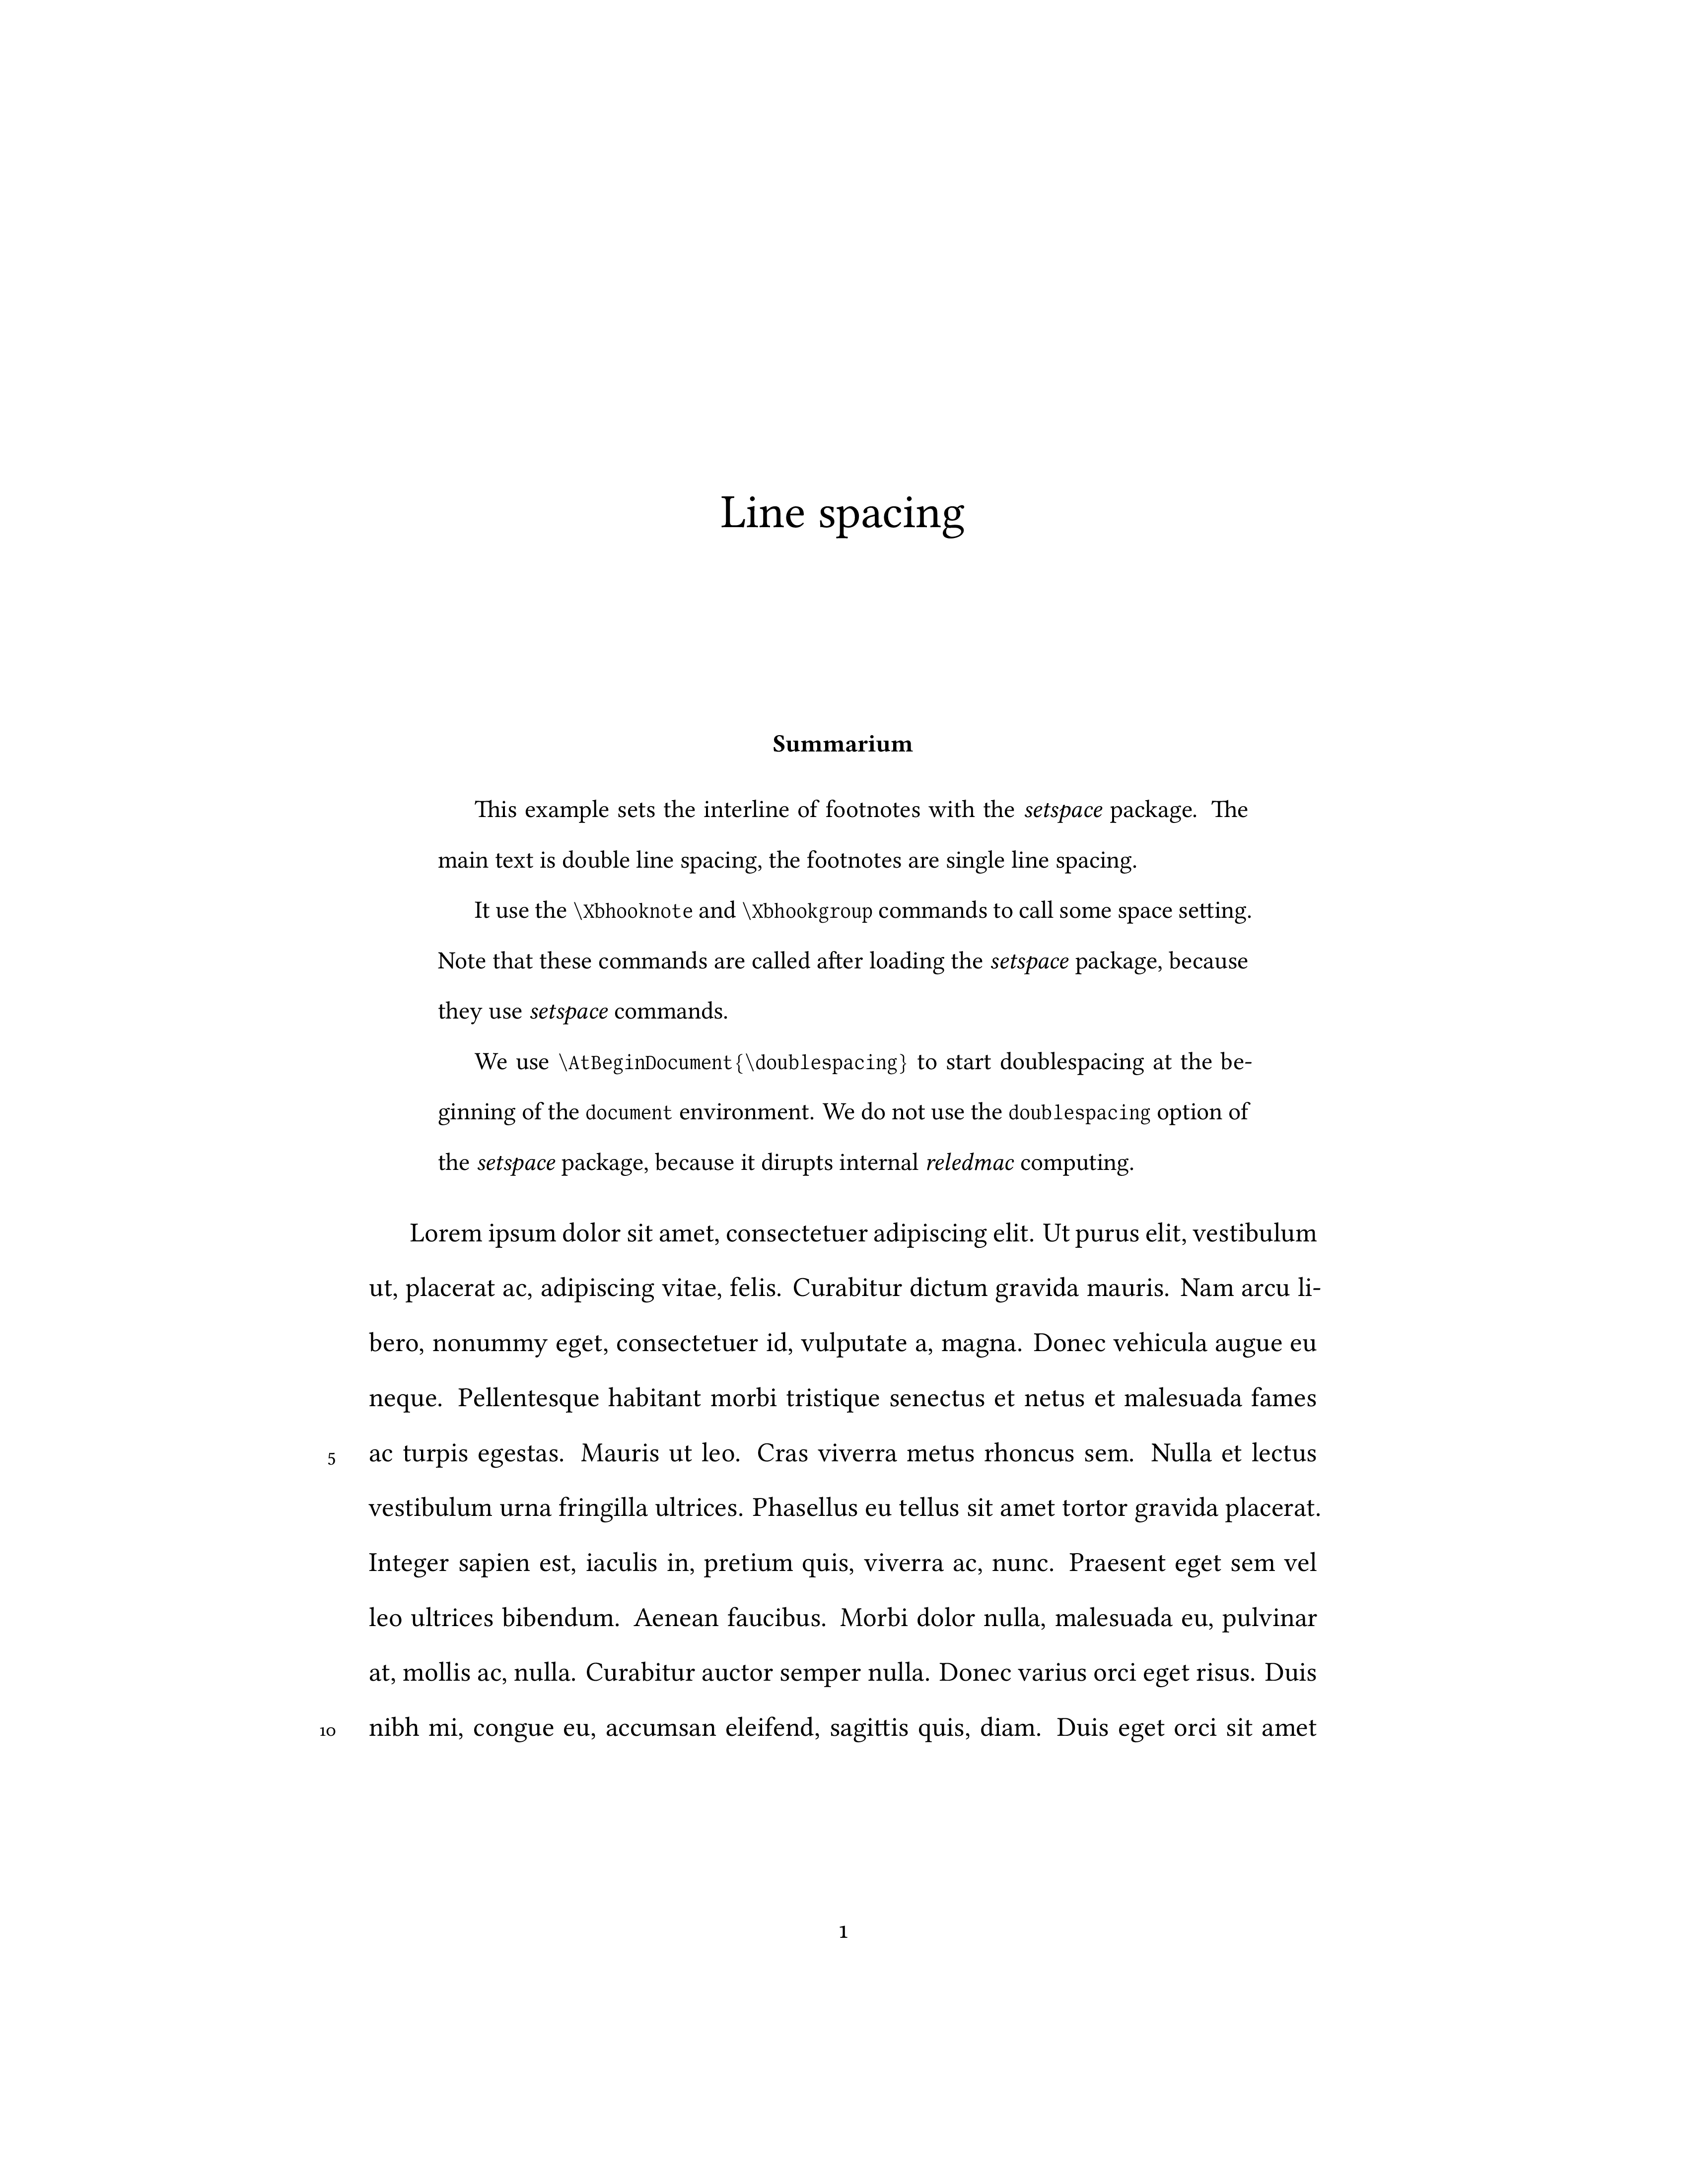 Line spacing
Summarium
This example sets the interline of footnotes with the setspace package. The
main text is double line spacing, the footnotes are single line spacing.
It use the \Xbhooknote and \Xbhookgroup commands to call some space setting.
Note that these commands are called after loading the setspace package, because
they use setspace commands.
We use \AtBeginDocument{\doublespacing} to start doublespacing at the be-
ginning of the document environment. We do not use the doublespacing option of
the setspace package, because it dirupts internal reledmac computing.
Lorem ipsum dolor sit amet, consectetuer adipiscing elit. Ut purus elit, vestibulum
ut, placerat ac, adipiscing vitae, felis. Curabitur dictum gravida mauris. Nam arcu li-
bero, nonummy eget, consectetuer id, vulputate a, magna. Donec vehicula augue eu
neque. Pellentesque habitant morbi tristique senectus et netus et malesuada fames
5 ac turpis egestas. Mauris ut leo. Cras viverra metus rhoncus sem. Nulla et lectus
vestibulum urna fringilla ultrices. Phasellus eu tellus sit amet tortor gravida placerat.
Integer sapien est, iaculis in, pretium quis, viverra ac, nunc. Praesent eget sem vel
leo ultrices bibendum. Aenean faucibus. Morbi dolor nulla, malesuada eu, pulvinar
at, mollis ac, nulla. Curabitur auctor semper nulla. Donec varius orci eget risus. Duis
10 nibh mi, congue eu, accumsan eleifend, sagittis quis, diam. Duis eget orci sit amet
1